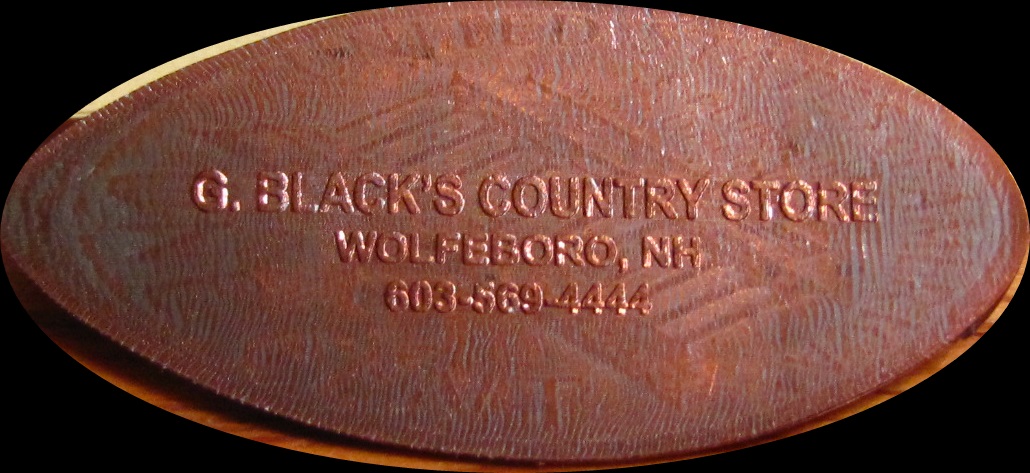 G. BLACK'S COUNTRY STORE
WOLFEBORO, NH
603-569-4444